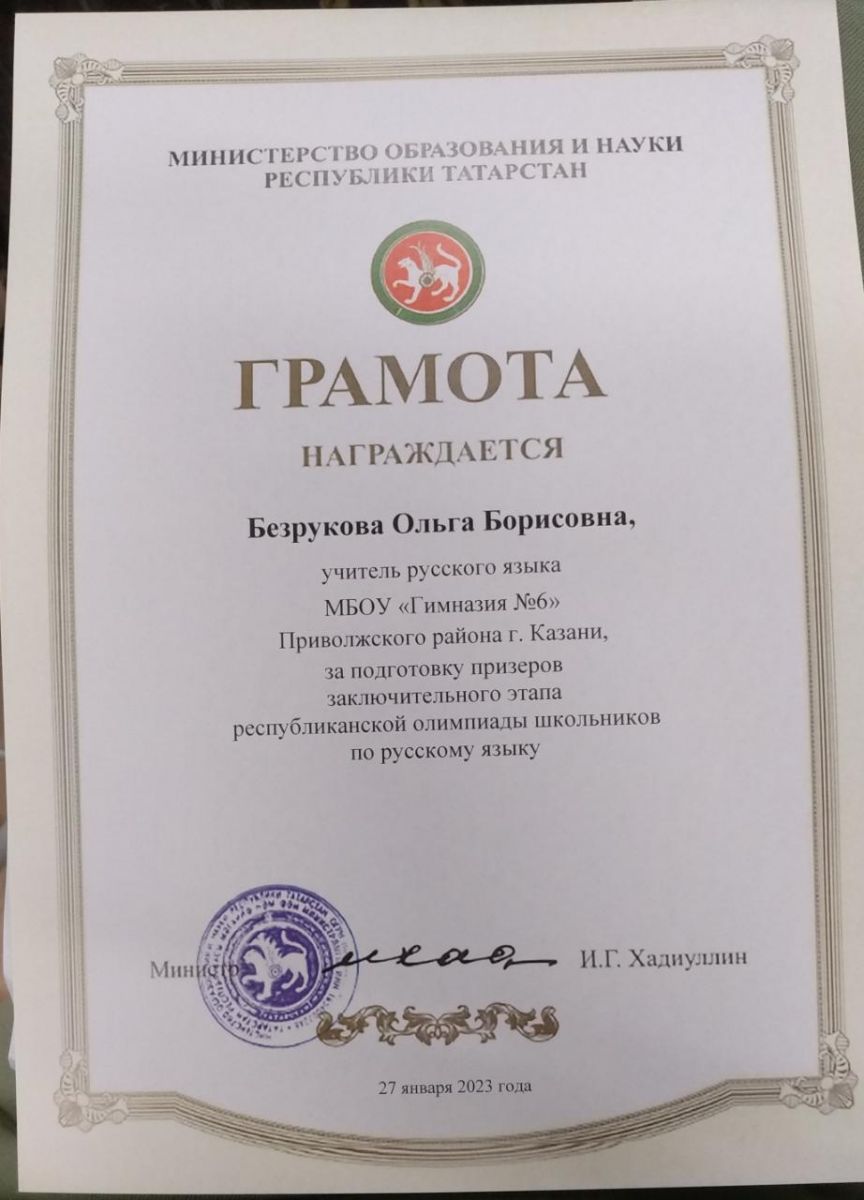 МИНИСТЕРСТВО ОБРАЗОВАНИЯ И НАУКИ
РЕСПУБЛИКИ ТАТАРСТАН
ГРАМОТА
НАГРАЖДАЕТСЯ
Безрукова Ольга Борисовна,
учитель русского языка
МБОУ «Гимназия №6»
Приволжского района г. Казани,
за подготовку призеров
заключительного этапа
республиканской олимпиады школьников
по русскому языку
Министр И.Г. Хадиуллин
27 января 2023 года